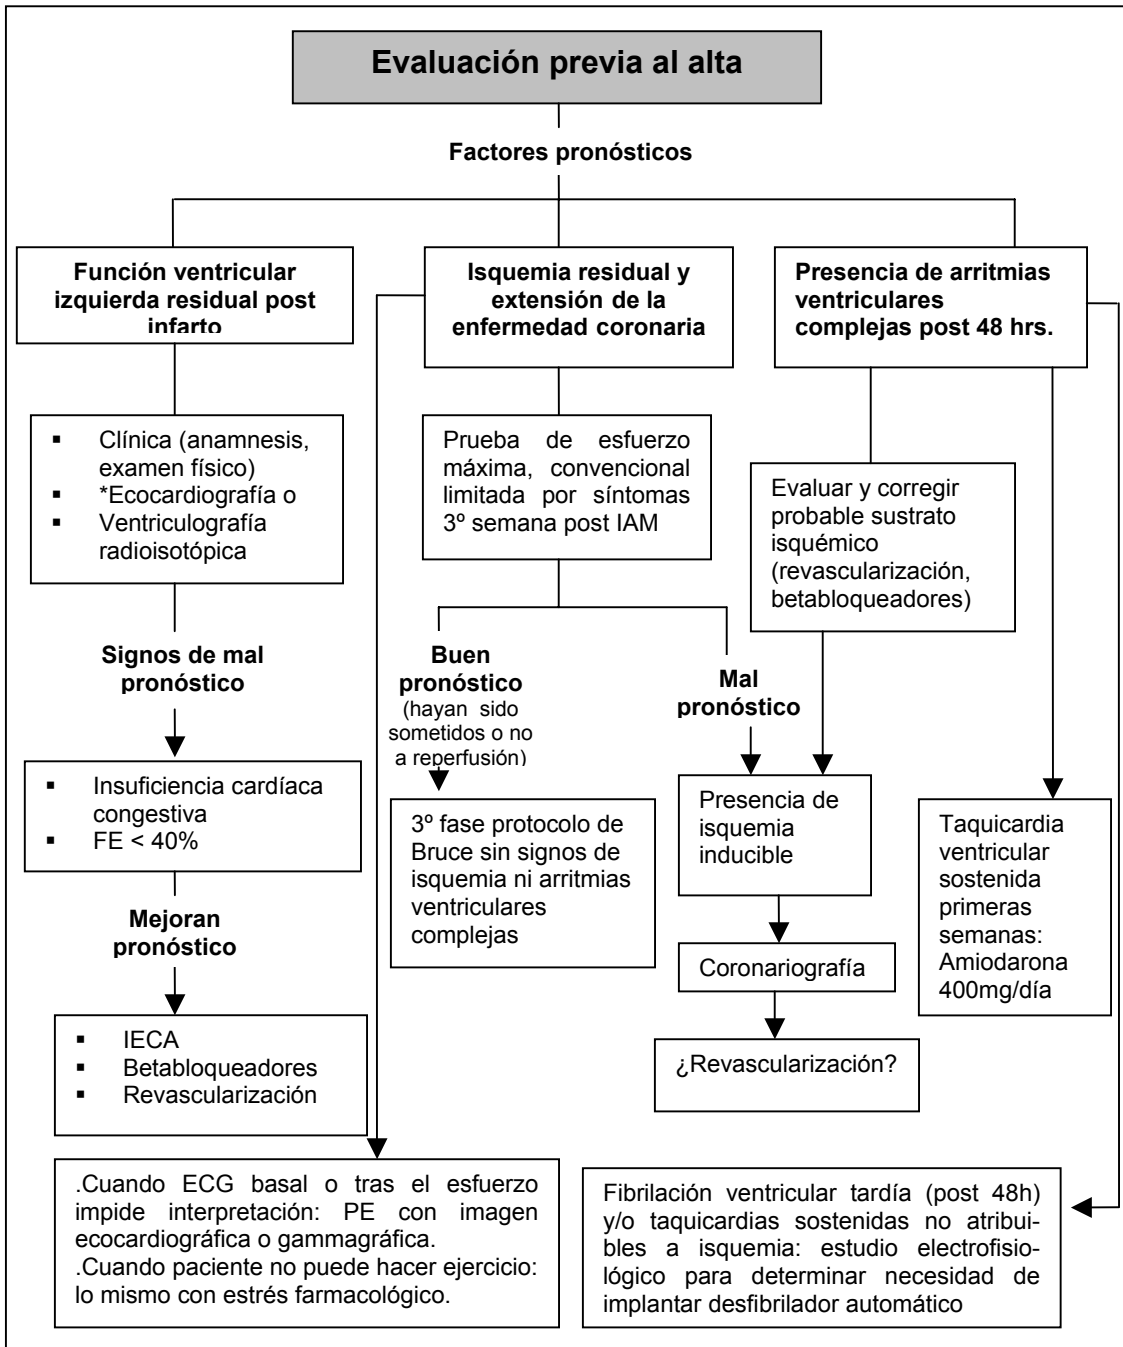 Evaluación previa al alta
Factores pronósticos
Función ventricular
izquierda residual post
infarto
▪ Clínica (anamnesis,
examen físico)
▪ *Ecocardiografía o
▪ Ventriculografía
radioisotópica
Signos de mal
pronóstico
▪ Insuficiencia cardíaca
congestiva
▪ FE < 40%
Mejoran
pronóstico
▪ IECA
▪ Betabloqueadores
▪ Revascularización
Isquemia residual y
extensión de la
enfermedad coronaria
Prueba de esfuerzo
máxima, convencional
limitada por síntomas
3º semana post IAM
Buen
pronóstico
(hayan sido
sometidos o no
a reperfusión)
3º fase protocolo de
Bruce sin signos de
isquemia ni arritmias
ventriculares
complejas
Mal
pronóstico
Presencia de
isquemia
inducible
Coronariografía
¿Revascularización?
Presencia de arritmias
ventriculares
complejas post 48 hrs.
Evaluar y corregir
probable sustrato
isquémico
(revascularización,
betabloqueadores)
Taquicardia
ventricular
sostenida
primeras
semanas:
Amiodarona
400mg/día
.Cuando ECG basal o tras el esfuerzo
impide interpretación: PE con imagen
ecocardiográfica o gammagráfica.
.Cuando paciente no puede hacer ejercicio:
lo mismo con estrés farmacológico.
Fibrilación ventricular tardía (post 48h)
y/o taquicardias sostenidas no atribui-
bles a isquemia: estudio electrofisio-
lógico para determinar necesidad de
implantar desfibrilador automático